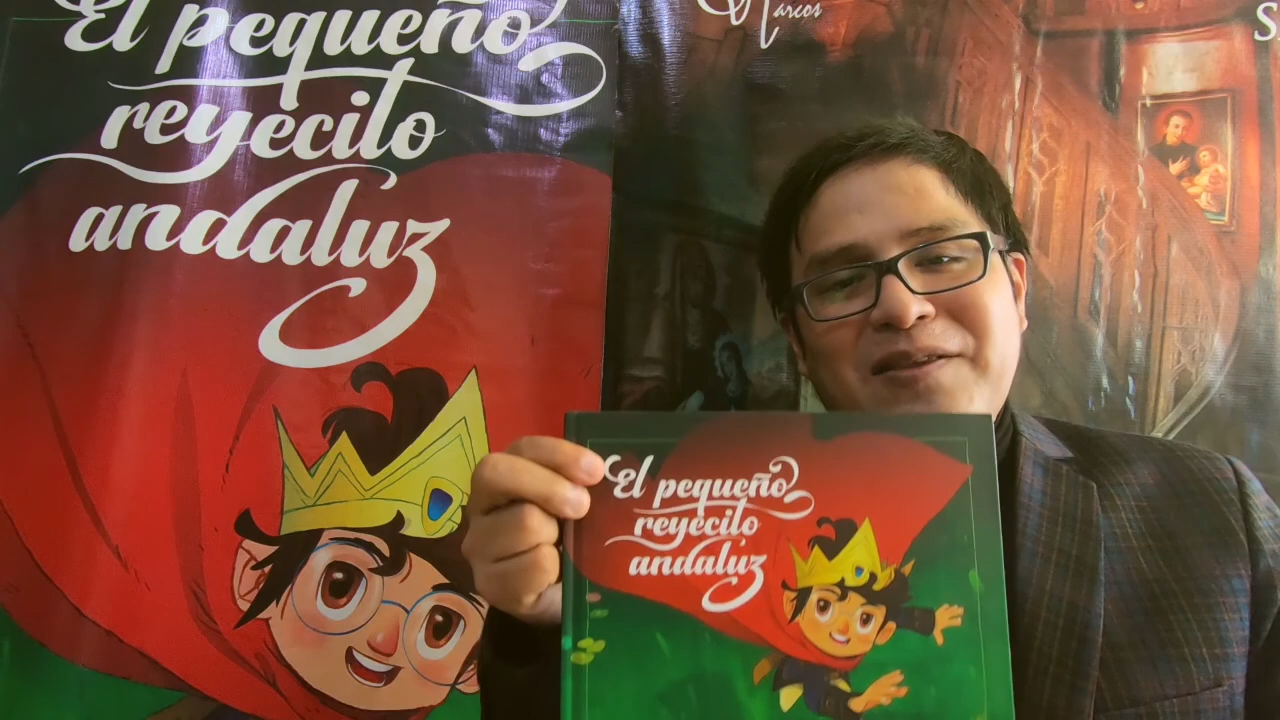 El pequeño
reyecito
andaluz
Marcos
S
El pequeño
reyecito
andaluz